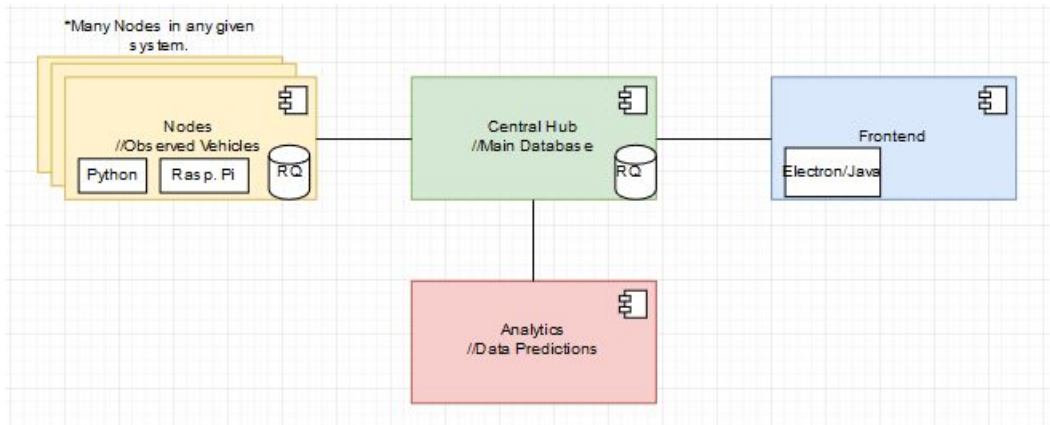 *Many Nodes in any given
system.
Nodes
//Observed Vehicles
Python
Rasp. Pi
RQ
Central Hub
//Main Database
RQ
Frontend
Electron/Java
Analytics
//Data Predictions